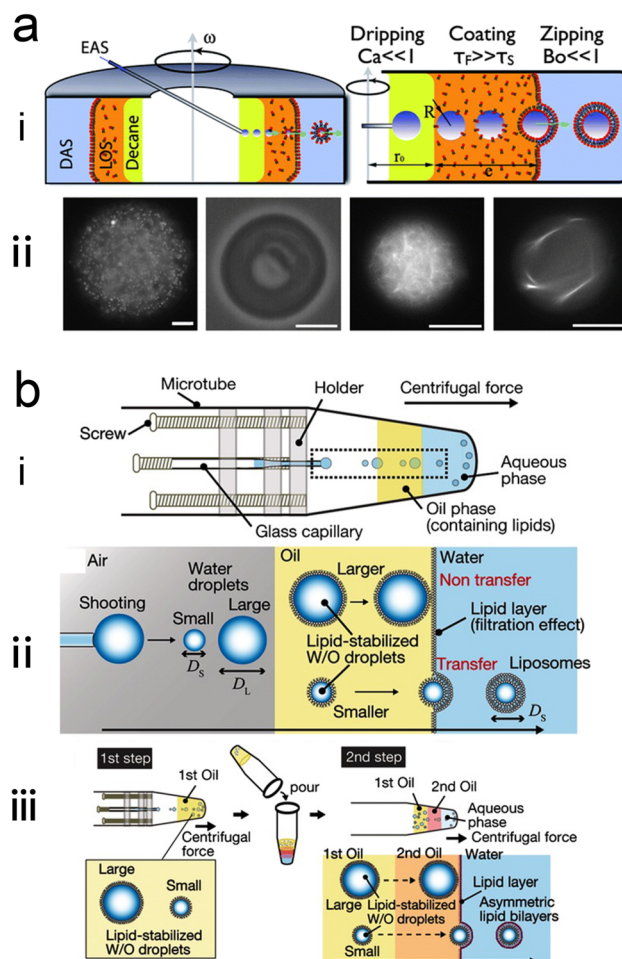 a
EAS
ω
DAS
LOS
Decane
i
Dripping
Ca<<1
Coating
τF>>τS
Zipping
Bo<<1
R
r₀
e
ii
b
i
Microtube
Holder
Centrifugal force
Screw
Glass capillary
Oil phase
(containing lipids)
Aqueous
phase
ii
Air
Water
droplets
Shooting
Small
Large
DS
DL
Oil
Larger
Lipid-stabilized
W/O droplets
Smaller
Water
Non transfer
Lipid layer
(filtration effect)
Transfer
Liposomes
DS
iii
1st step
1st Oil
Centrifugal
force
Large
Small
Lipid-stabilized
W/O droplets
pour
2nd step
1st Oil
2nd Oil
Aqueous
phase
Centrifugal force
1st Oil
2nd Oil
Water
Large
Lipid-stabilized
W/O droplets
Small
Lipid layer
Asymmetric
lipid bilayers